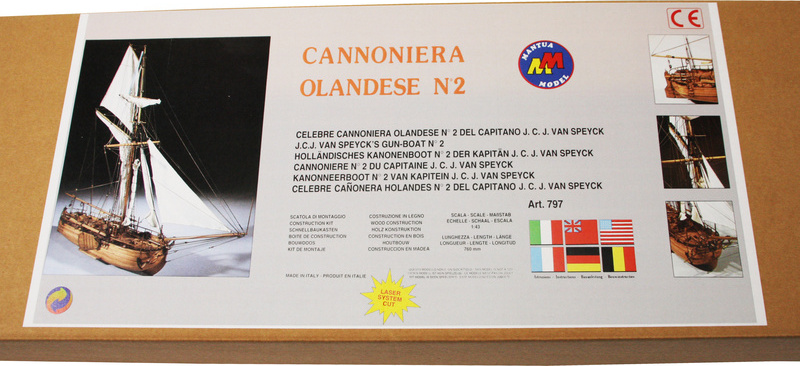 CANNONIERA
OLANDESE N°2
MANTUA
MM
MODEL
CE
CELEBRE CANNONIERA OLANDESE N° 2 DEL CAPITANO J. C. J. VAN SPEYCK
J.C.J. VAN SPEYCK'S GUN-BOAT N° 2
HOLLÄNDISCHES KANONENBOOT N° 2 DER KAPITÄN J. C. J. VAN SPEYCK
CANNONIERE N° 2 DU CAPITAINE J. C. J. VAN SPEYCK
KANONNEERBOOT N° 2 VAN KAPITEIN J. C. J. VAN SPEYCK
CELEBRE CAÑONERA HOLANDES N° 2 DEL CAPITANO J. C. J. VAN SPEYCK
Art. 797
SCATOLA DI MONTAGGIO
CONSTRUCTION KIT
SCHNELLBAUKASTEN
BOITE DE CONSTRUCTION
BOUWDOOS
KIT DE MONTAJE
COSTRUZIONE IN LEGNO
WOOD CONSTRUCTION
HOLZ KONSTRUKTION
CONSTRUCTION EN BOIS
HOUTBOUW
CONSTRUCCION EN MADEA
SCALA - SCALE - MAßSTAB
ECHELLE - SCHAAL - ESCALA
1:43
LUNGHEZZA - LENGTH - LÄNGE
LONGUEUR - LENGTE - LONGITUD
760 mm
MADE IN ITALY - PRODUIT EN ITALIE
LASER
SYSTEM
CUT